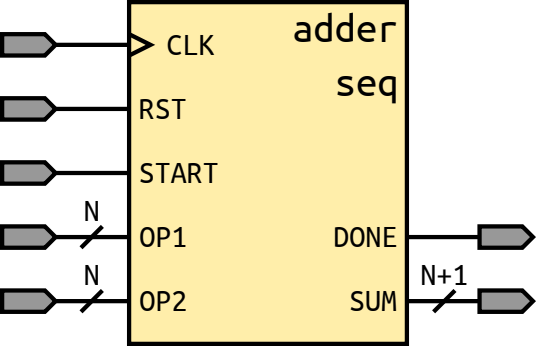 adder
seq
CLK
RST
START
N
OP1
DONE
N
N+1
OP2
SUM